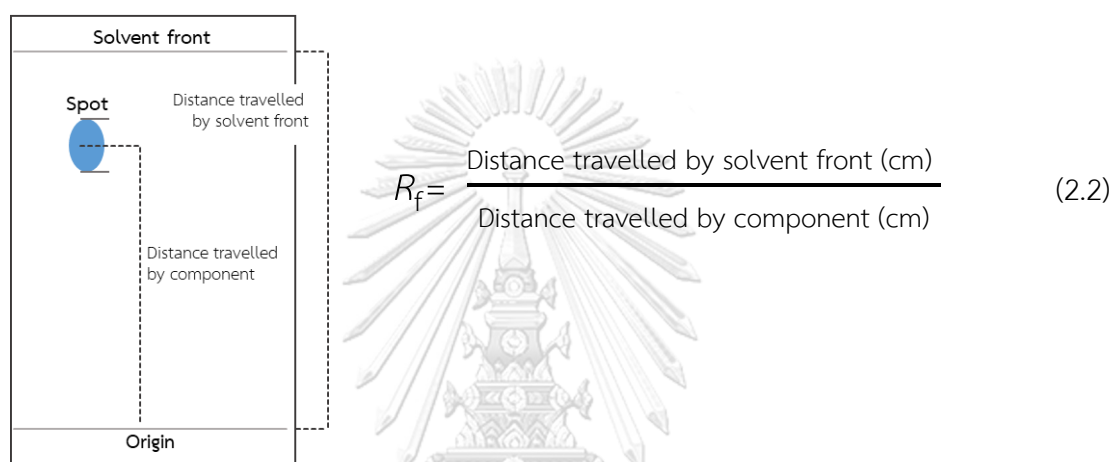 Solvent front
Spot
Distance travelled
by solvent front
Distance travelled
by component
Origin
Rf= Distance travelled by solvent front (cm)
Distance travelled by component (cm)
(2.2)